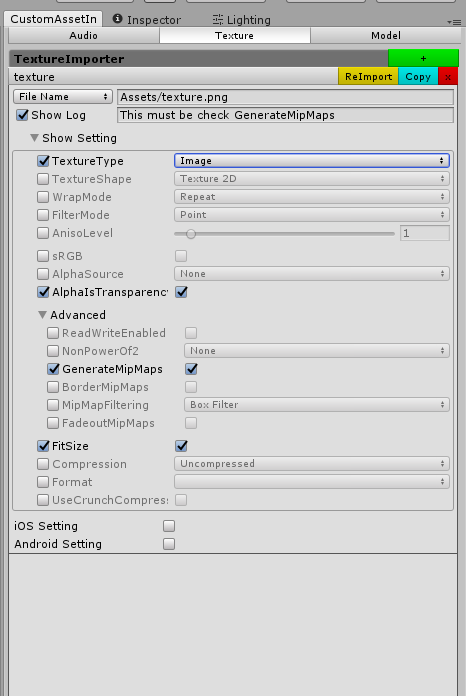 CustomAssetIn Inspector Lighting
Audio Texture Model
TextureImporter +
texture ReImport Copy x
File Name Assets/texture.png
Show Log This must be check GenerateMipMaps
Show Setting
TextureType Image
TextureShape Texture 2D
WrapMode Repeat
FilterMode Point
AnisoLevel 1
sRGB
AlphaSource None
AlphaIsTransparency
Advanced
ReadWriteEnabled
NonPowerOf2 None
GenerateMipMaps
BorderMipMaps
MipMapFiltering Box Filter
FadeoutMipMaps
FitSize
Compression Uncompressed
Format
UseCrunchCompress
iOS Setting
Android Setting